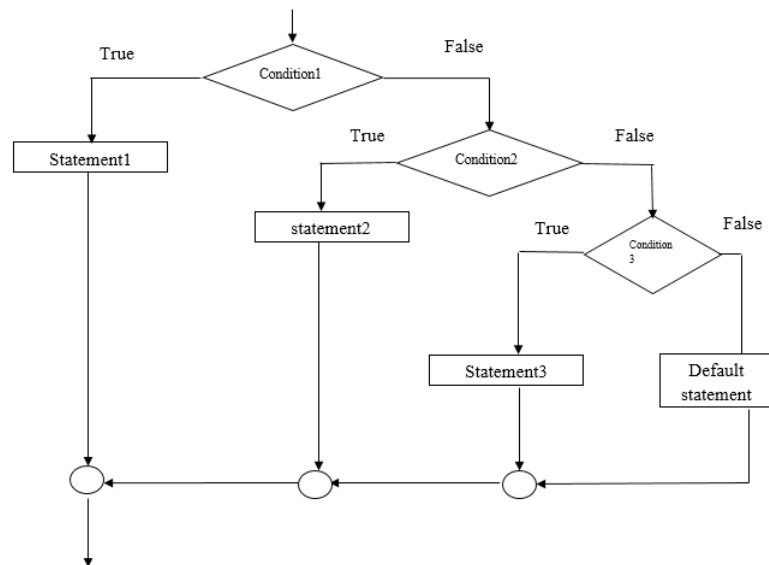 True
False
Condition1
True
False
Statement1
Condition2
statement2
True
False
Condition
3
Statement3
Default
statement